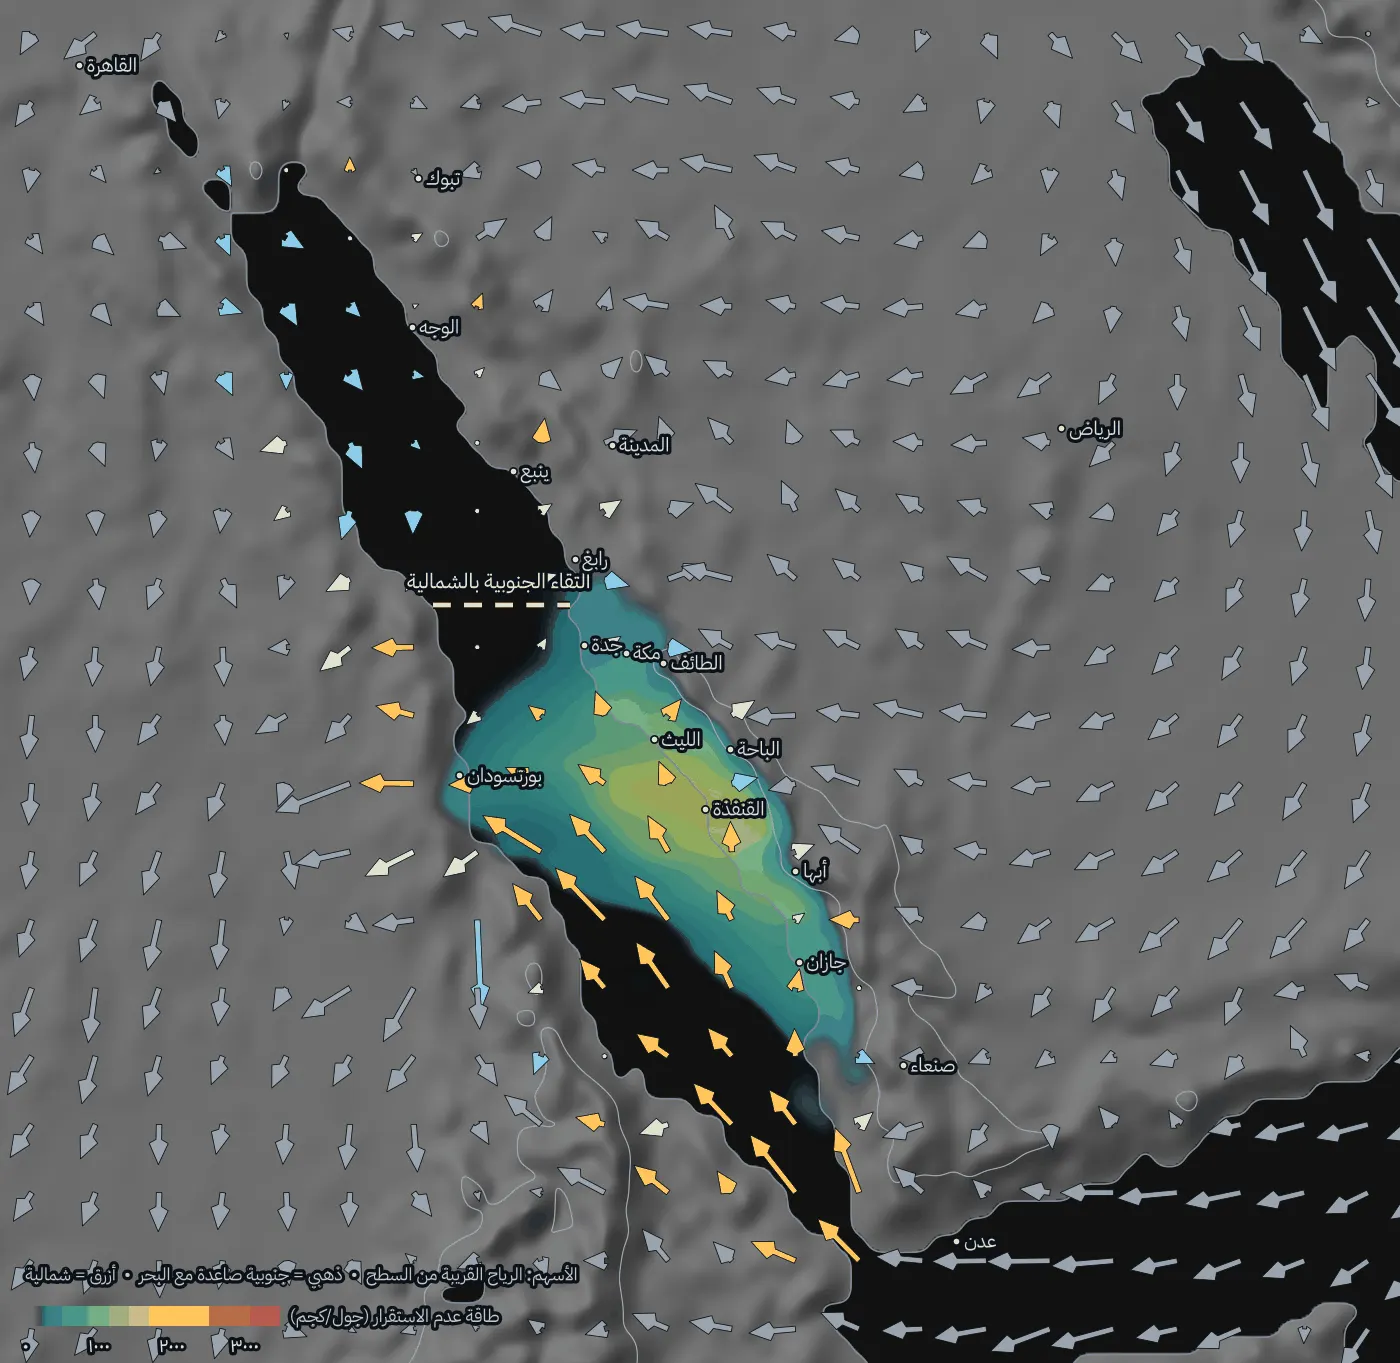 القاهرة
تبوك
الوجه
الرياض
المدينة
ينبع
رابغ
التقاء الجنوبية بالشمالية
جدة
مكة
الطائف
الليث
الباحة
بورتسودان
القنفذة
أبها
جازان
صنعاء
عدن
الأسهم: الرياح القريبة من السطح • ذهبي = جنوبية صاعدة مع البحر • أزرق = شمالية
طاقة عدم الاستقرار (جول/كجم)
٠ ١٠٠٠ ٢٠٠٠ ٣٠٠٠